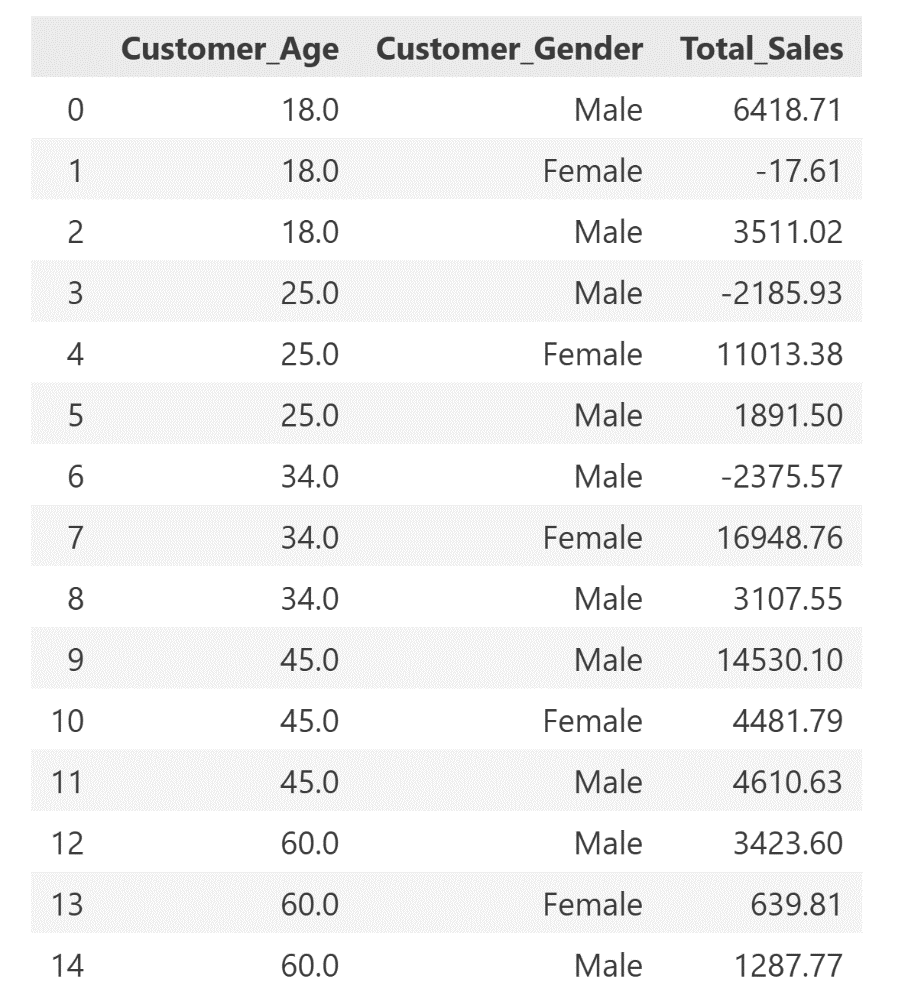 Customer_Age Customer_Gender Total_Sales
0 18.0 Male 6418.71
1 18.0 Female -17.61
2 18.0 Male 3511.02
3 25.0 Male -2185.93
4 25.0 Female 11013.38
5 25.0 Male 1891.50
6 34.0 Male -2375.57
7 34.0 Female 16948.76
8 34.0 Male 3107.55
9 45.0 Male 14530.10
10 45.0 Female 4481.79
11 45.0 Male 4610.63
12 60.0 Male 3423.60
13 60.0 Female 639.81
14 60.0 Male 1287.77